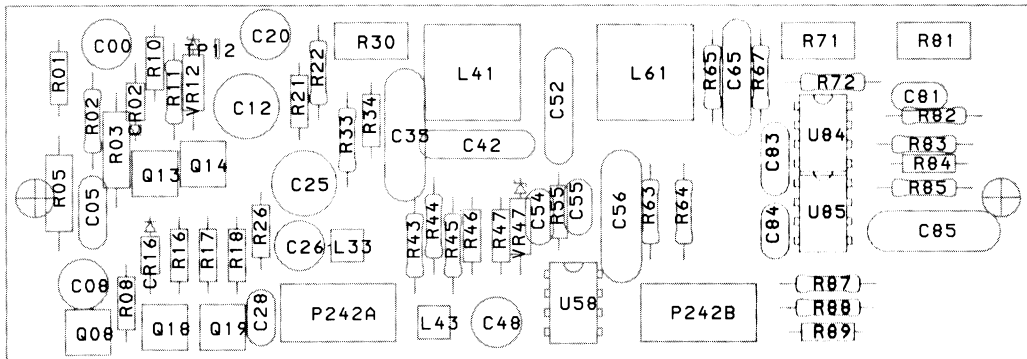 C00
R10
TP12
C20
R22
R30
L41
L61
R65
C65
R67
R71
R81
R01
R02
CR02
R11
VR12
C12
R21
R34
C35
C52
R72
C81
R82
R03
Q13
Q14
R33
C42
C83
U84
R83
R84
R85
R05
C05
C25
C56
R63
R64
C84
U85
C85
CR16
R16
R17
R18
R26
C26
L33
R43
R44
R45
R46
R47
VR47
C54
R55
C55
C08
R08
Q08
Q18
Q19
C28
P242A
L43
C48
U58
P242B
R87
R88
R89